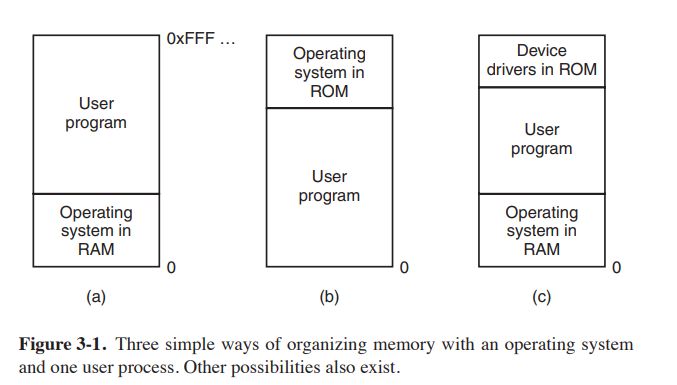 0xFFF ...
User
program
Operating
system in
RAM
0
(a)
Operating
system in
ROM
User
program
0
(b)
Device
drivers in ROM
User
program
Operating
system in
RAM
0
(c)
Figure 3-1. Three simple ways of organizing memory with an operating system
and one user process. Other possibilities also exist.